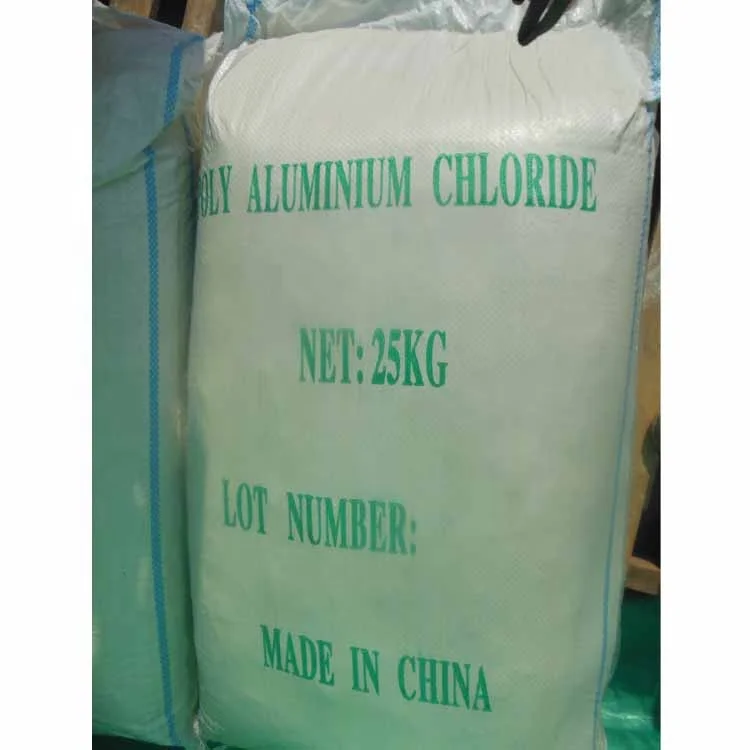 OLY ALUMINIUM CHLORIDE
NET: 25KG
LOT NUMBER:
MADE IN CHINA